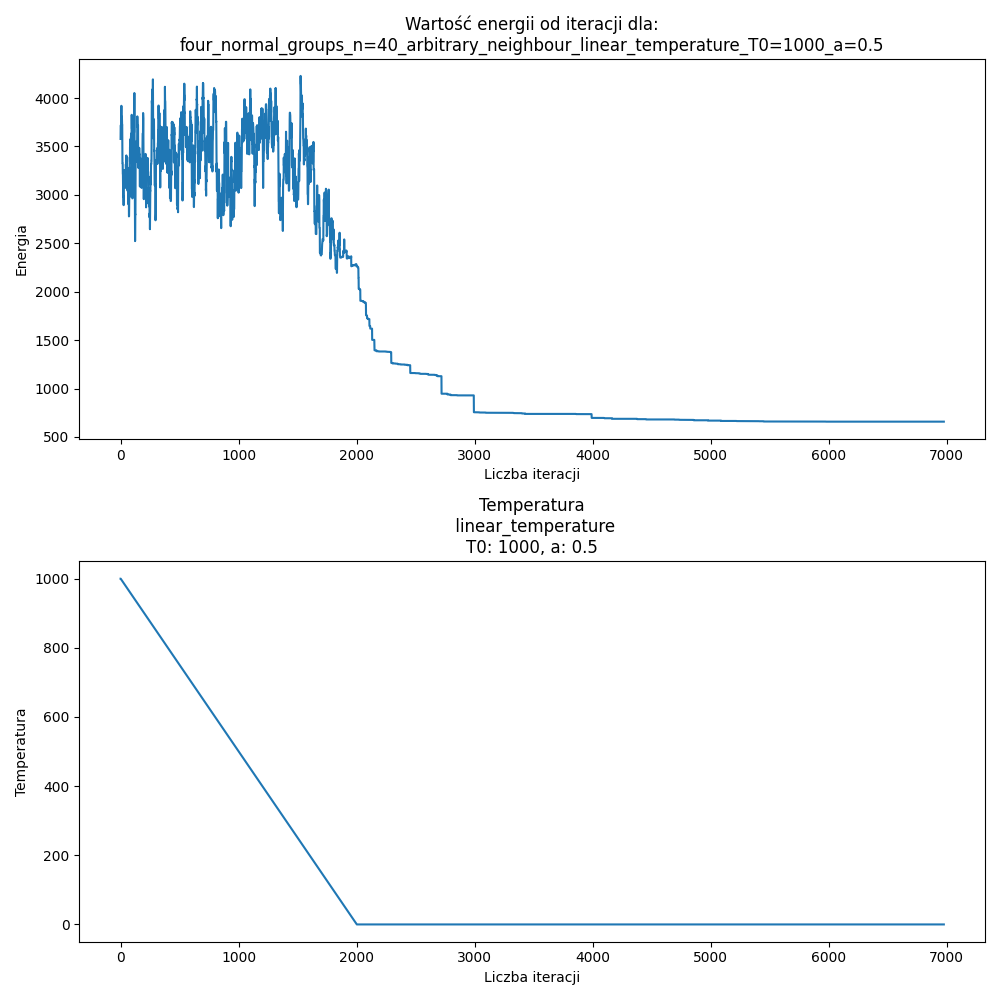 Wartość energii od iteracji dla:
four_normal_groups_n=40_arbitrary_neighbour_linear_temperature_T0=1000_a=0.5
4000
3500
3000
2500
2000
1500
1000
500
Energia
0 1000 2000 3000 4000 5000 6000 7000
Liczba iteracji
Temperatura
linear_temperature
T0: 1000, a: 0.5
1000
800
600
400
200
0
Temperatura
0 1000 2000 3000 4000 5000 6000 7000
Liczba iteracji